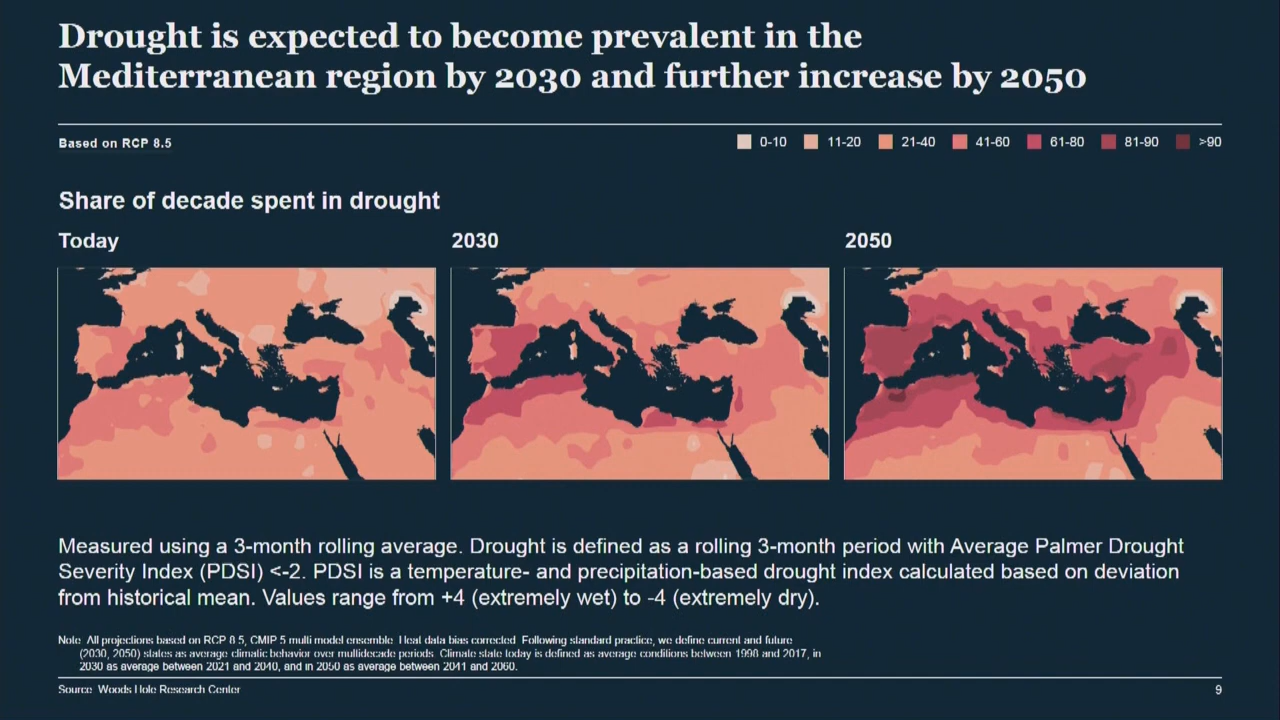 Drought is expected to become prevalent in the
Mediterranean region by 2030 and further increase by 2050
Based on RCP 8.5
0-10 11-20 21-40 41-60 61-80 81-90 >90
Share of decade spent in drought
Today 2030 2050
Measured using a 3-month rolling average. Drought is defined as a rolling 3-month period with Average Palmer Drought
Severity Index (PDSI) <-2. PDSI is a temperature- and precipitation-based drought index calculated based on deviation
from historical mean. Values range from +4 (extremely wet) to -4 (extremely dry).
Note: All projections based on RCP 8.5, CMIP 5 multi model ensemble. Heat data bias corrected. Following standard practice, we define current and future
(2030, 2050) states as average climatic behavior over multidecade periods. Climate state today is defined as average conditions between 1998 and 2017, in
2030 as average between 2021 and 2040, and in 2050 as average between 2041 and 2060.
Source: Woods Hole Research Center
9